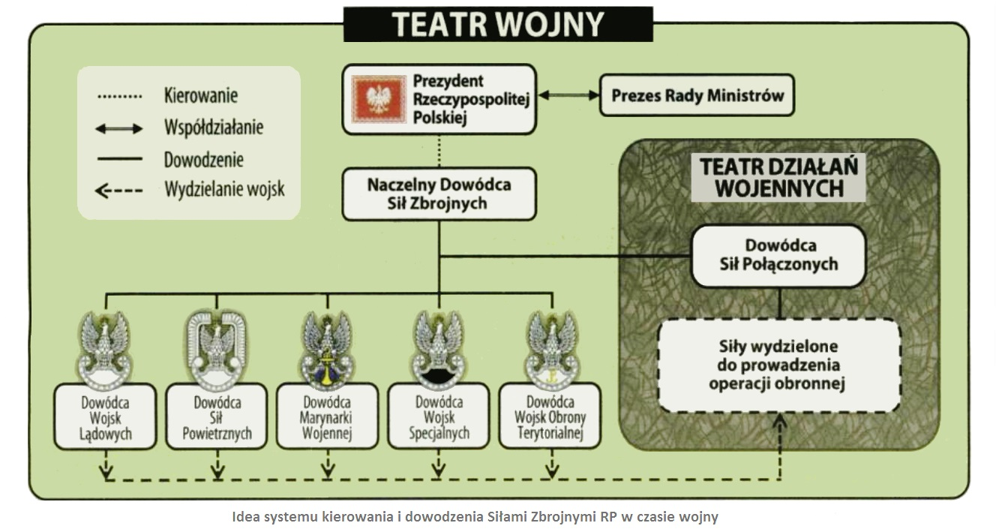 TEATR WOJNY
Kierowanie
Współdziałanie
Dowodzenie
Wydzielanie wojsk
Prezydent
Rzeczypospolitej
Polskiej
Prezes Rady Ministrów
Naczelny Dowódca
Sił Zbrojnych
TEATR DZIAŁAŃ
WOJENNYCH
Dowódca
Sił Połączonych
Siły wydzielone
do prowadzenia
operacji obronnej
Dowódca
Wojsk
Lądowych
Dowódca
Sił
Powietrznych
Dowódca
Marynarki
Wojennej
Dowódca
Wojsk
Specjalnych
Dowódca
Wojsk Obrony
Terytorialnej
Idea systemu kierowania i dowodzenia Siłami Zbrojnymi RP w czasie wojny